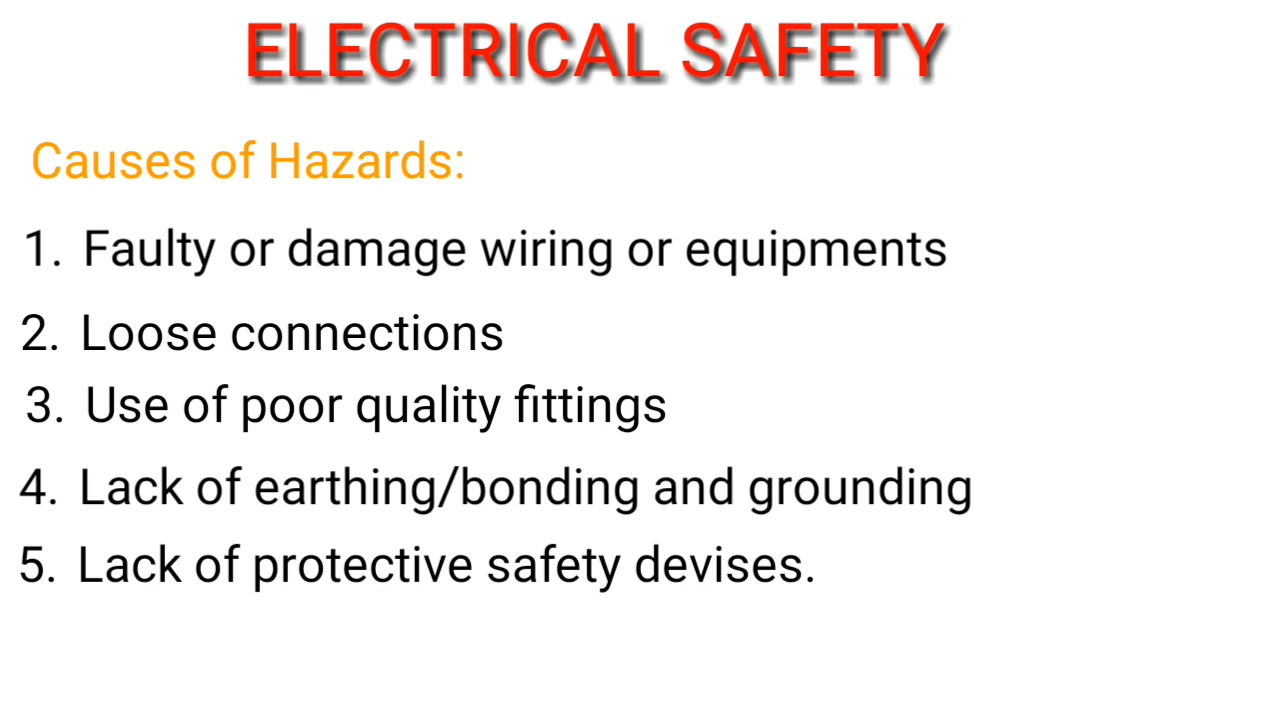 ELECTRICAL SAFETY
Causes of Hazards:
1. Faulty or damage wiring or equipments
2. Loose connections
3. Use of poor quality fittings
4. Lack of earthing/bonding and grounding
5. Lack of protective safety devises.